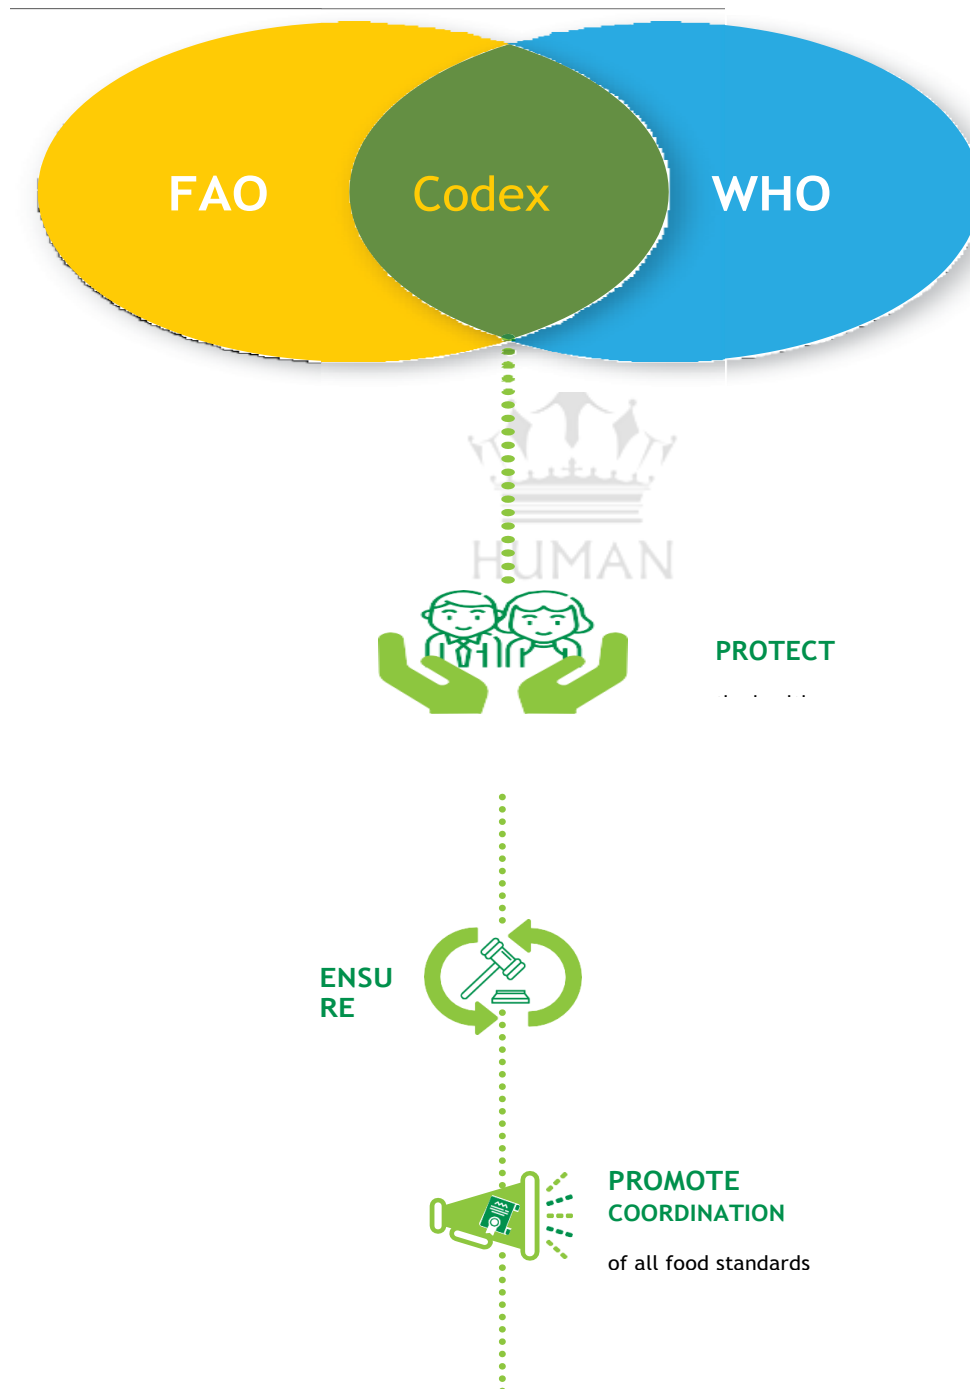 FAO
Codex
WHO
HUMAN
PROTECT
ENSU
RE
PROMOTE
COORDINATION
of all food standards